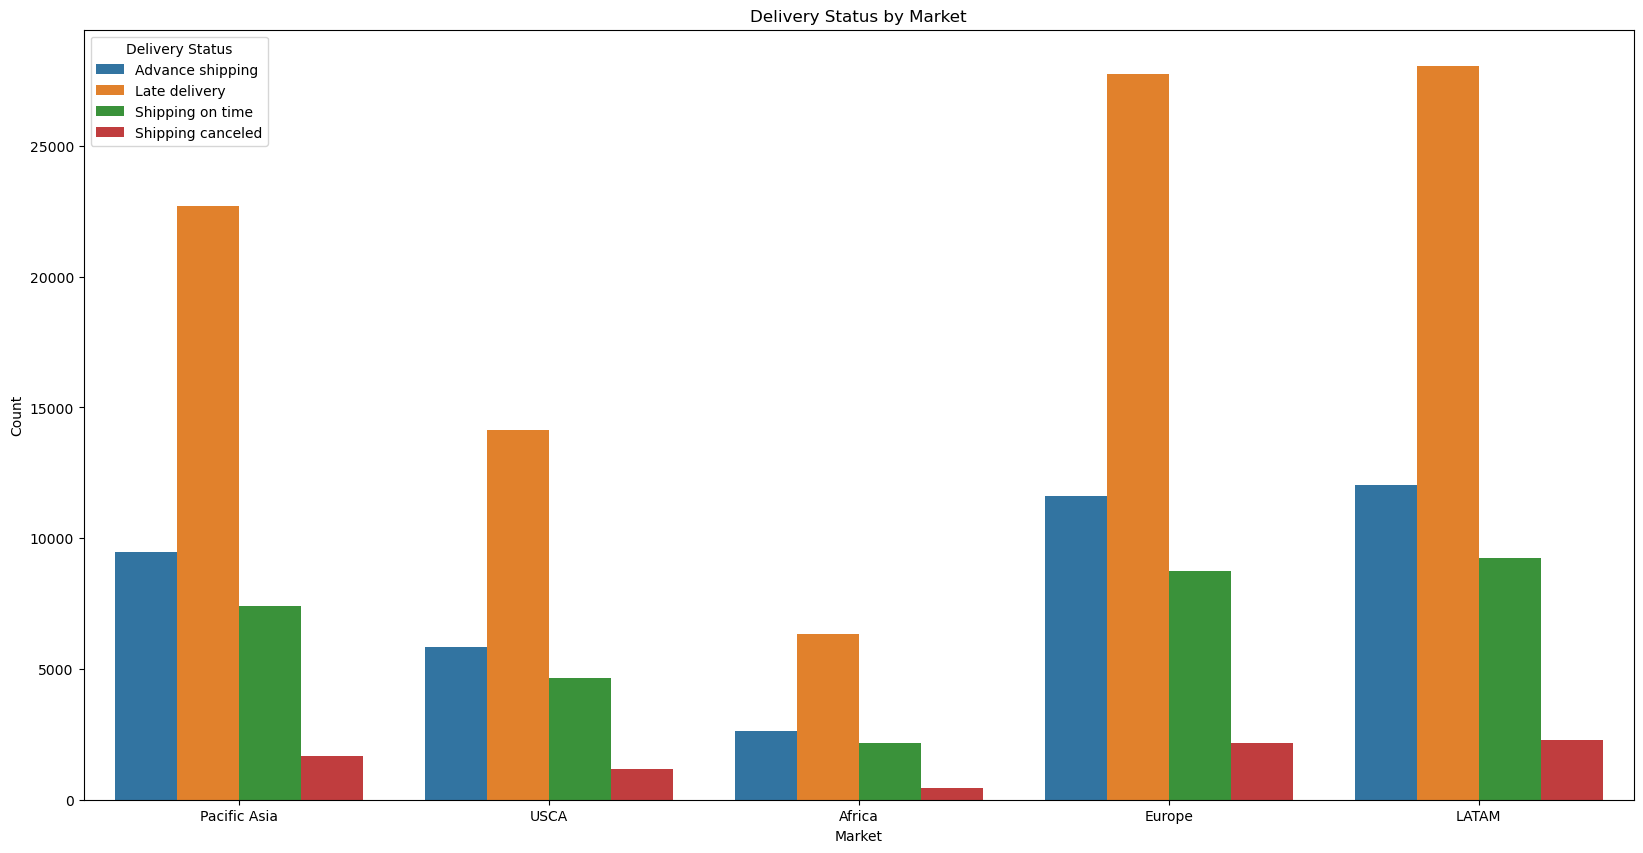 Delivery Status by Market
Delivery Status
Advance shipping
Late delivery
Shipping on time
Shipping canceled
Count
25000
20000
15000
10000
5000
0
Pacific Asia
USCA
Africa
Europe
LATAM
Market